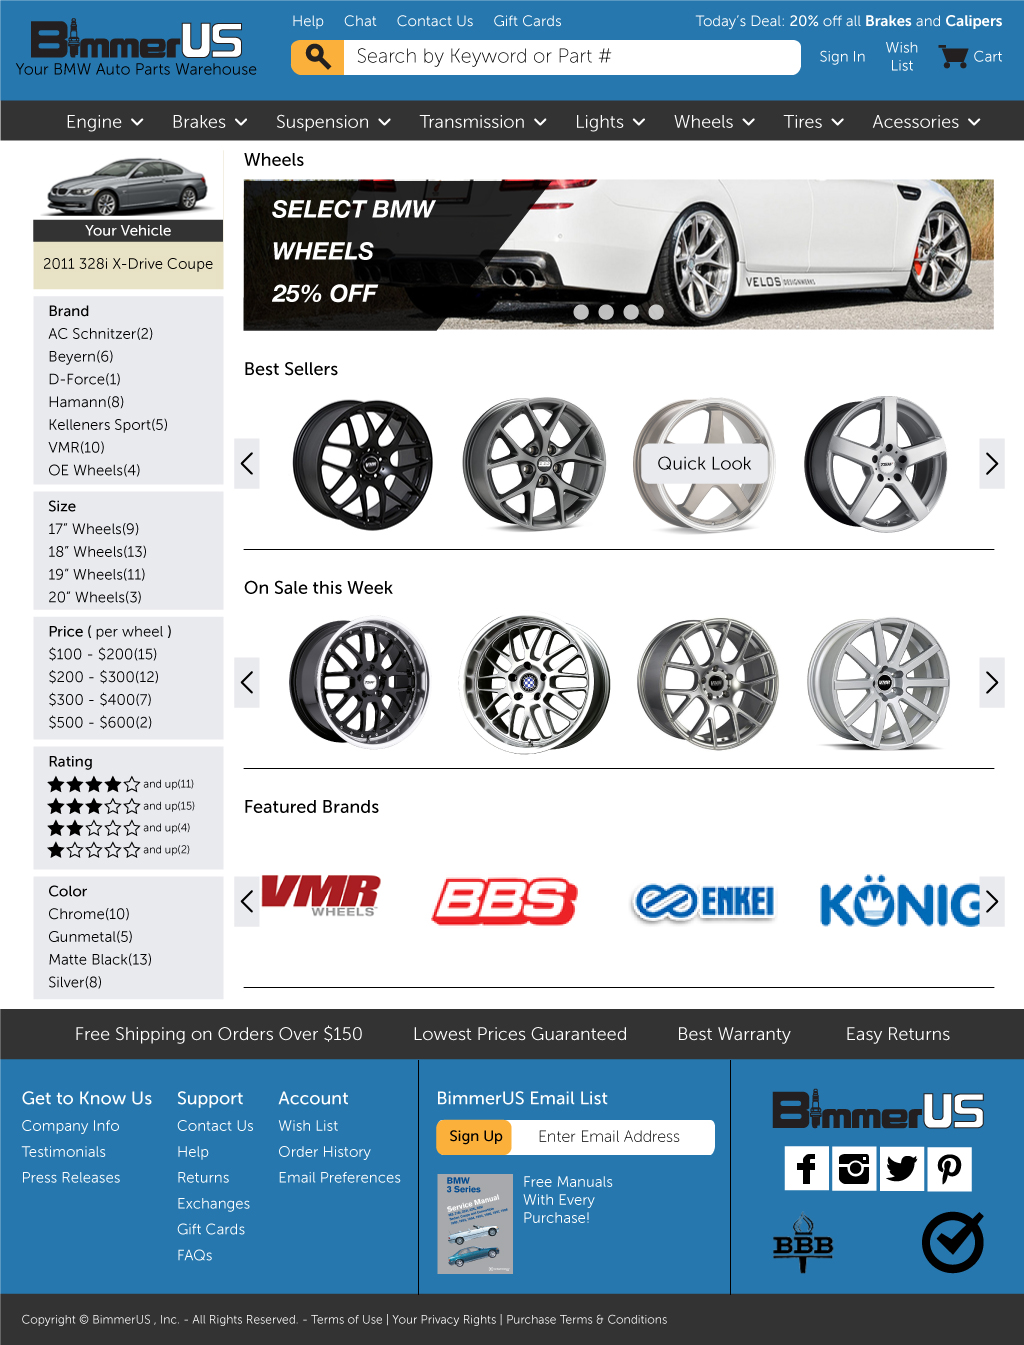 Help Chat Contact Us Gift Cards Today's Deal: 20% off all Brakes and Calipers
BimmerUS
Your BMW Auto Parts Warehouse
Search by Keyword or Part #
Sign In
Wish
List
Cart
Engine Brakes Suspension Transmission Lights Wheels Tires Acessories
Your Vehicle
2011 328i X-Drive Coupe
Brand
AC Schnitzer(2)
Beyern(6)
D-Force(1)
Hamann(8)
Kelleners Sport(5)
VMR(10)
OE Wheels(4)
Size
17” Wheels(9)
18” Wheels(13)
19” Wheels(11)
20” Wheels(3)
Price ( per wheel )
$100 - $200(15)
$200 - $300(12)
$300 - $400(7)
$500 - $600(2)
Rating
and up(11)
and up(15)
and up(4)
and up(2)
Color
Chrome(10)
Gunmetal(5)
Matte Black(13)
Silver(8)
Wheels
SELECT BMW
WHEELS
25% OFF
VELOS DESIGNWERKS
Best Sellers
Quick Look
On Sale this Week
Featured Brands
VMR
WHEELS
BBS
ENKEI
KÖNIG
Free Shipping on Orders Over $150 Lowest Prices Guaranteed Best Warranty Easy Returns
Get to Know Us
Company Info
Testimonials
Press Releases
Support
Contact Us
Help
Returns
Exchanges
Gift Cards
FAQs
Account
Wish List
Order History
Email Preferences
BimmerUS Email List
Sign Up Enter Email Address
BMW
3 Series
Service Manual
Free Manuals
With Every
Purchase!
BimmerUS
BBB
Copyright © BimmerUS , Inc. - All Rights Reserved. - Terms of Use | Your Privacy Rights | Purchase Terms & Conditions